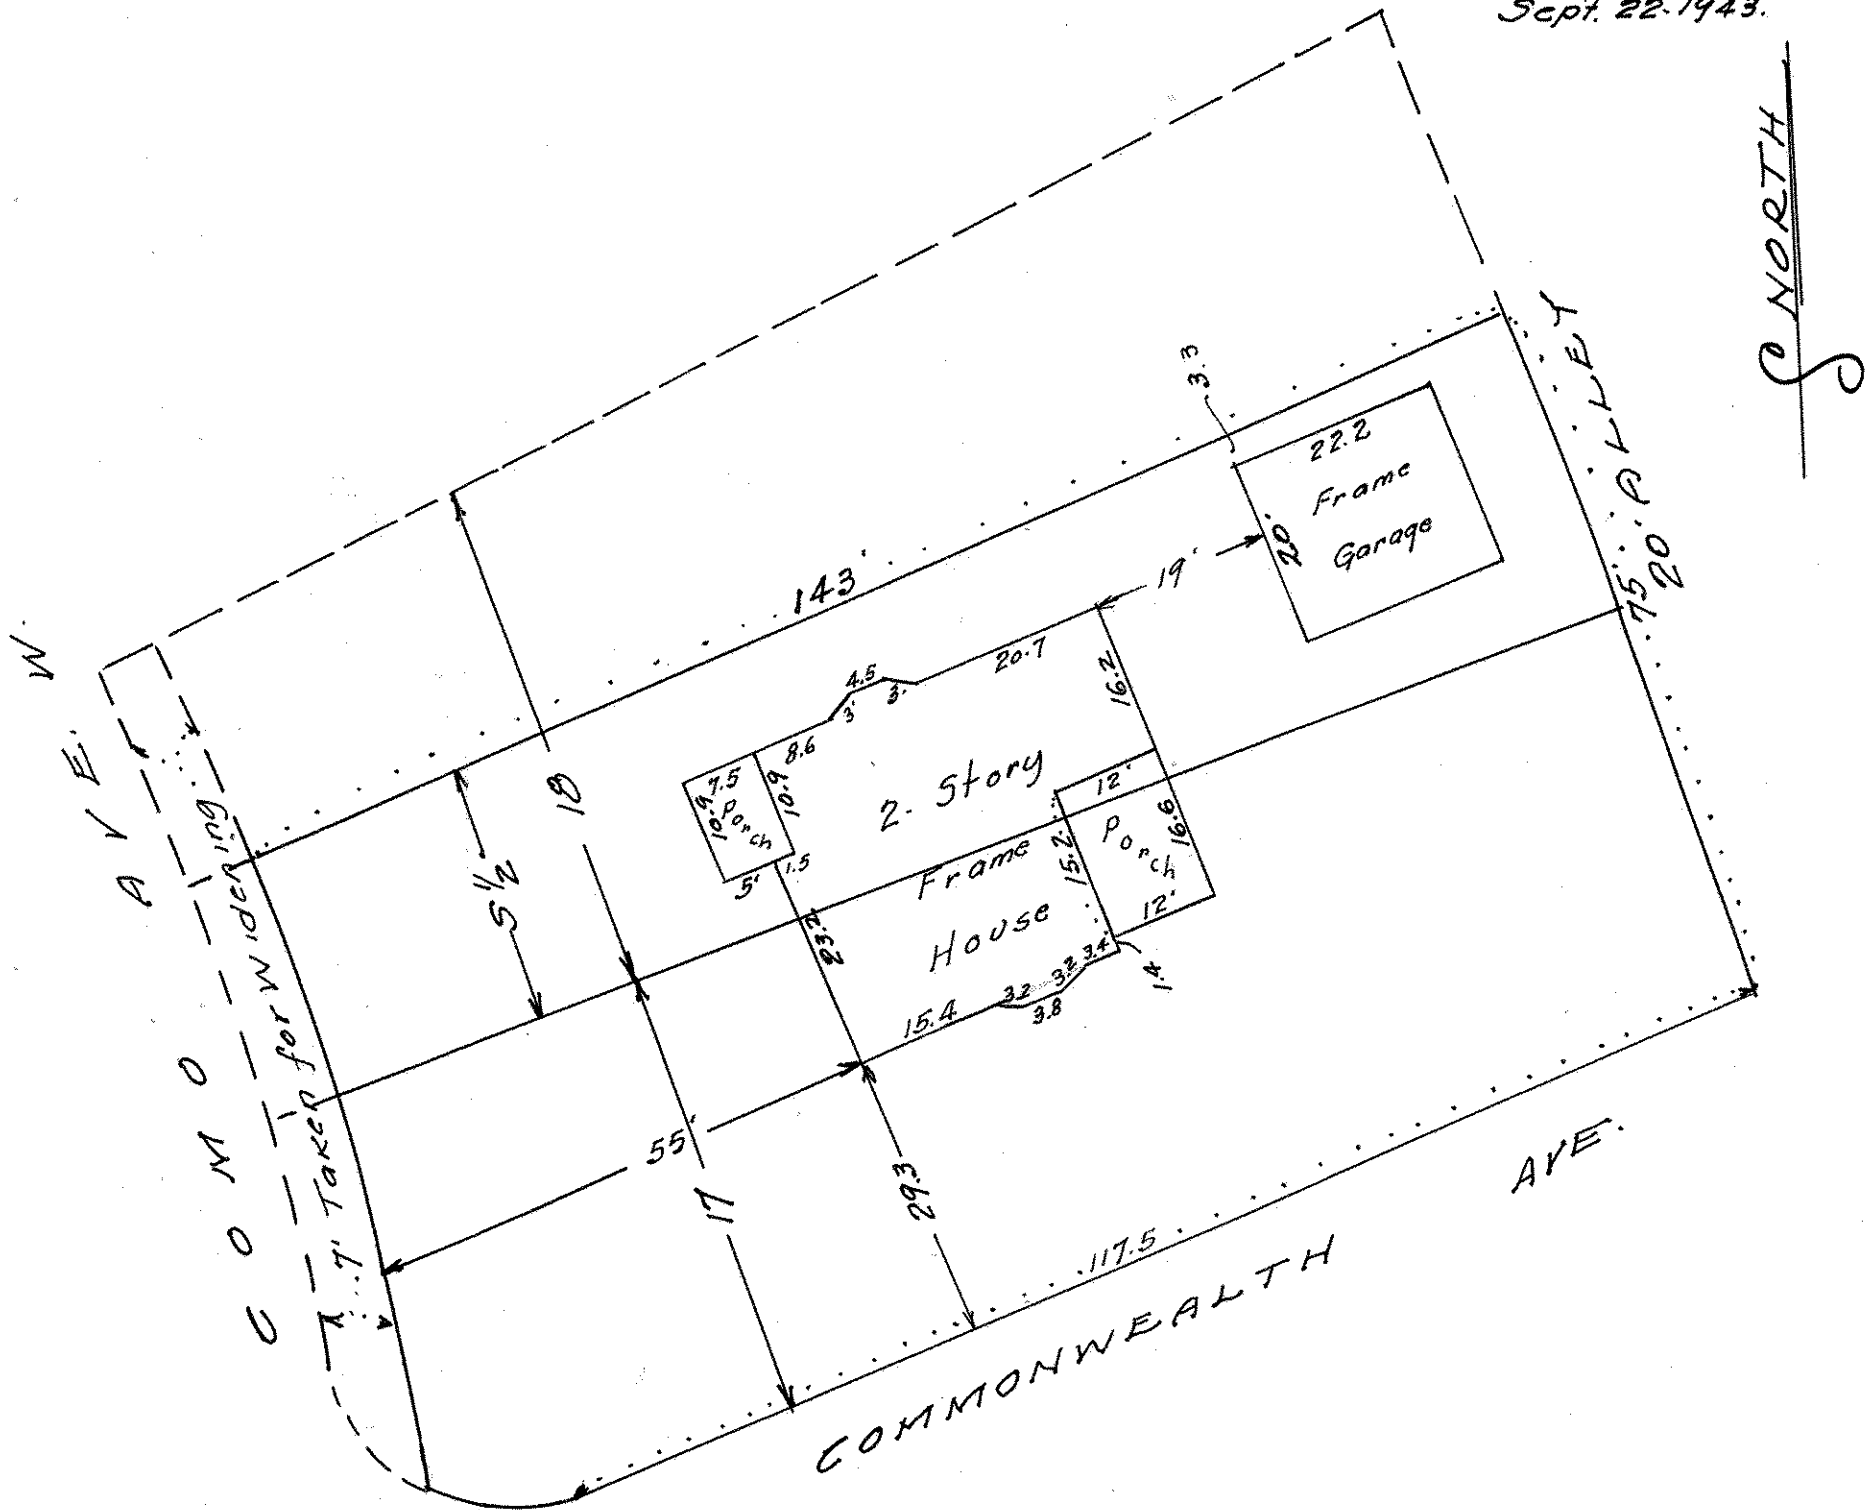 Sept. 22-1943.
NORTH
COMO AVE. W.
7' Taken for Widening
18
S 1/2
143'
7.5
10.9
Porch
10.9
5'
1.5
8.6
3'
4.5
3.
20.7
16.2
2-Story
Frame
House
23.2
15.4
3.2
3.8
3.2
3.4
1.4
15.2
12'
Porch
16.6
12'
19'
3.3
22.2
20'
Frame
Garage
75'
20' ALLEY
55'
17
29.3
117.5
COMMONWEALTH AVE.